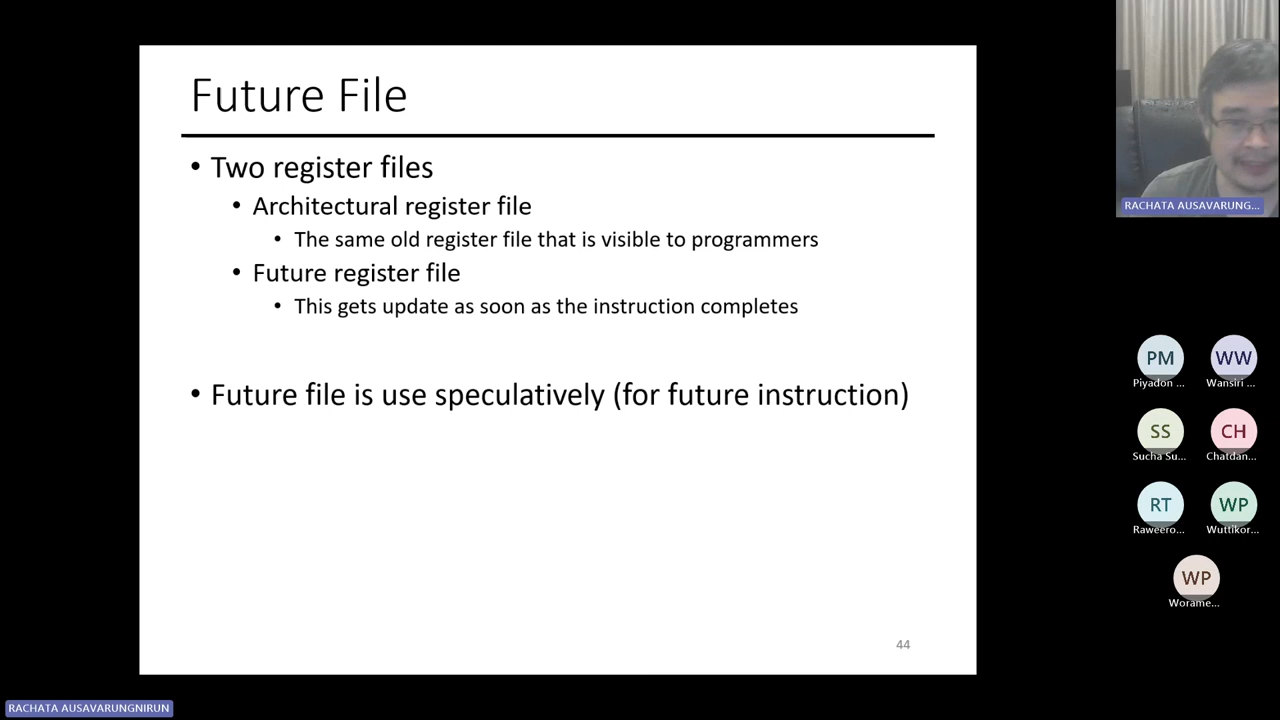 Future File
• Two register files
• Architectural register file
• The same old register file that is visible to programmers
• Future register file
• This gets update as soon as the instruction completes
• Future file is use speculatively (for future instruction)
44
RACHATA AUSAVARUNG...
PM
Piyadon ...
WW
Wansiri ...
SS
Sucha Su...
CH
Chatdan...
RT
Raweero...
WP
Wuttikor...
WP
Worame...
RACHATA AUSAVARUNGNIRUN